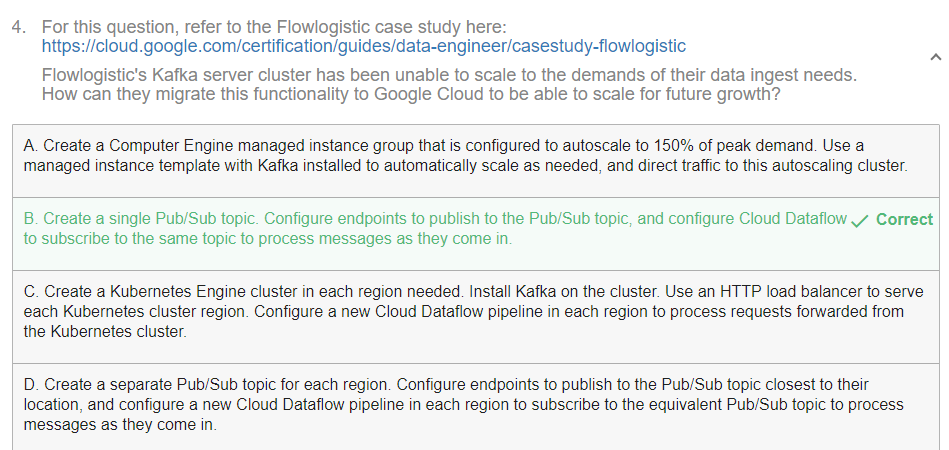 4. For this question, refer to the Flowlogistic case study here:
https://cloud.google.com/certification/guides/data-engineer/casestudy-flowlogistic
Flowlogistic's Kafka server cluster has been unable to scale to the demands of their data ingest needs.
How can they migrate this functionality to Google Cloud to be able to scale for future growth?
A. Create a Computer Engine managed instance group that is configured to autoscale to 150% of peak demand. Use a
managed instance template with Kafka installed to automatically scale as needed, and direct traffic to this autoscaling cluster.
B. Create a single Pub/Sub topic. Configure endpoints to publish to the Pub/Sub topic, and configure Cloud Dataflow ✓ Correct
to subscribe to the same topic to process messages as they come in.
C. Create a Kubernetes Engine cluster in each region needed. Install Kafka on the cluster. Use an HTTP load balancer to serve
each Kubernetes cluster region. Configure a new Cloud Dataflow pipeline in each region to process requests forwarded from
the Kubernetes cluster.
D. Create a separate Pub/Sub topic for each region. Configure endpoints to publish to the Pub/Sub topic closest to their
location, and configure a new Cloud Dataflow pipeline in each region to subscribe to the equivalent Pub/Sub topic to process
messages as they come in.